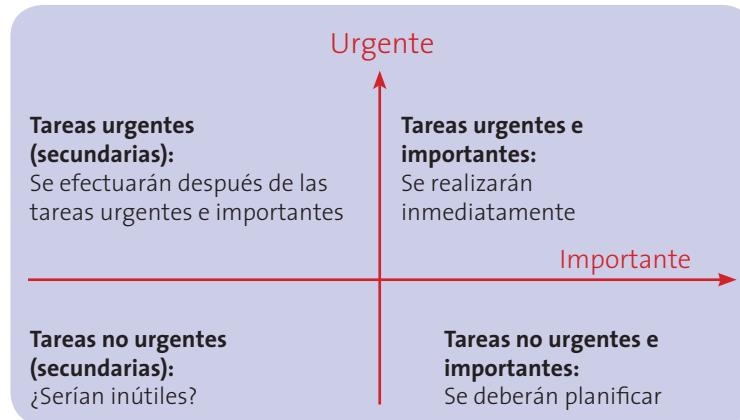 Urgente
Tareas urgentes
(secundarias):
Se efectuarán después de las
tareas urgentes e importantes
Tareas urgentes e
importantes:
Se realizarán
inmediatamente
Importante
Tareas no urgentes
(secundarias):
¿Serían inútiles?
Tareas no urgentes e
importantes:
Se deberán planificar